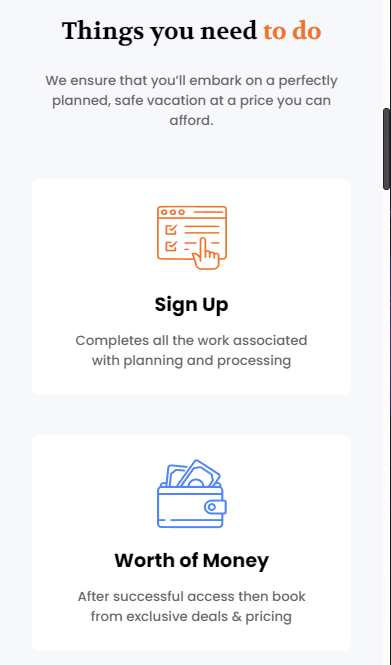 Things you need to do
We ensure that you’ll embark on a perfectly
planned, safe vacation at a price you can
afford.
Sign Up
Completes all the work associated
with planning and processing
Worth of Money
After successful access then book
from exclusive deals & pricing